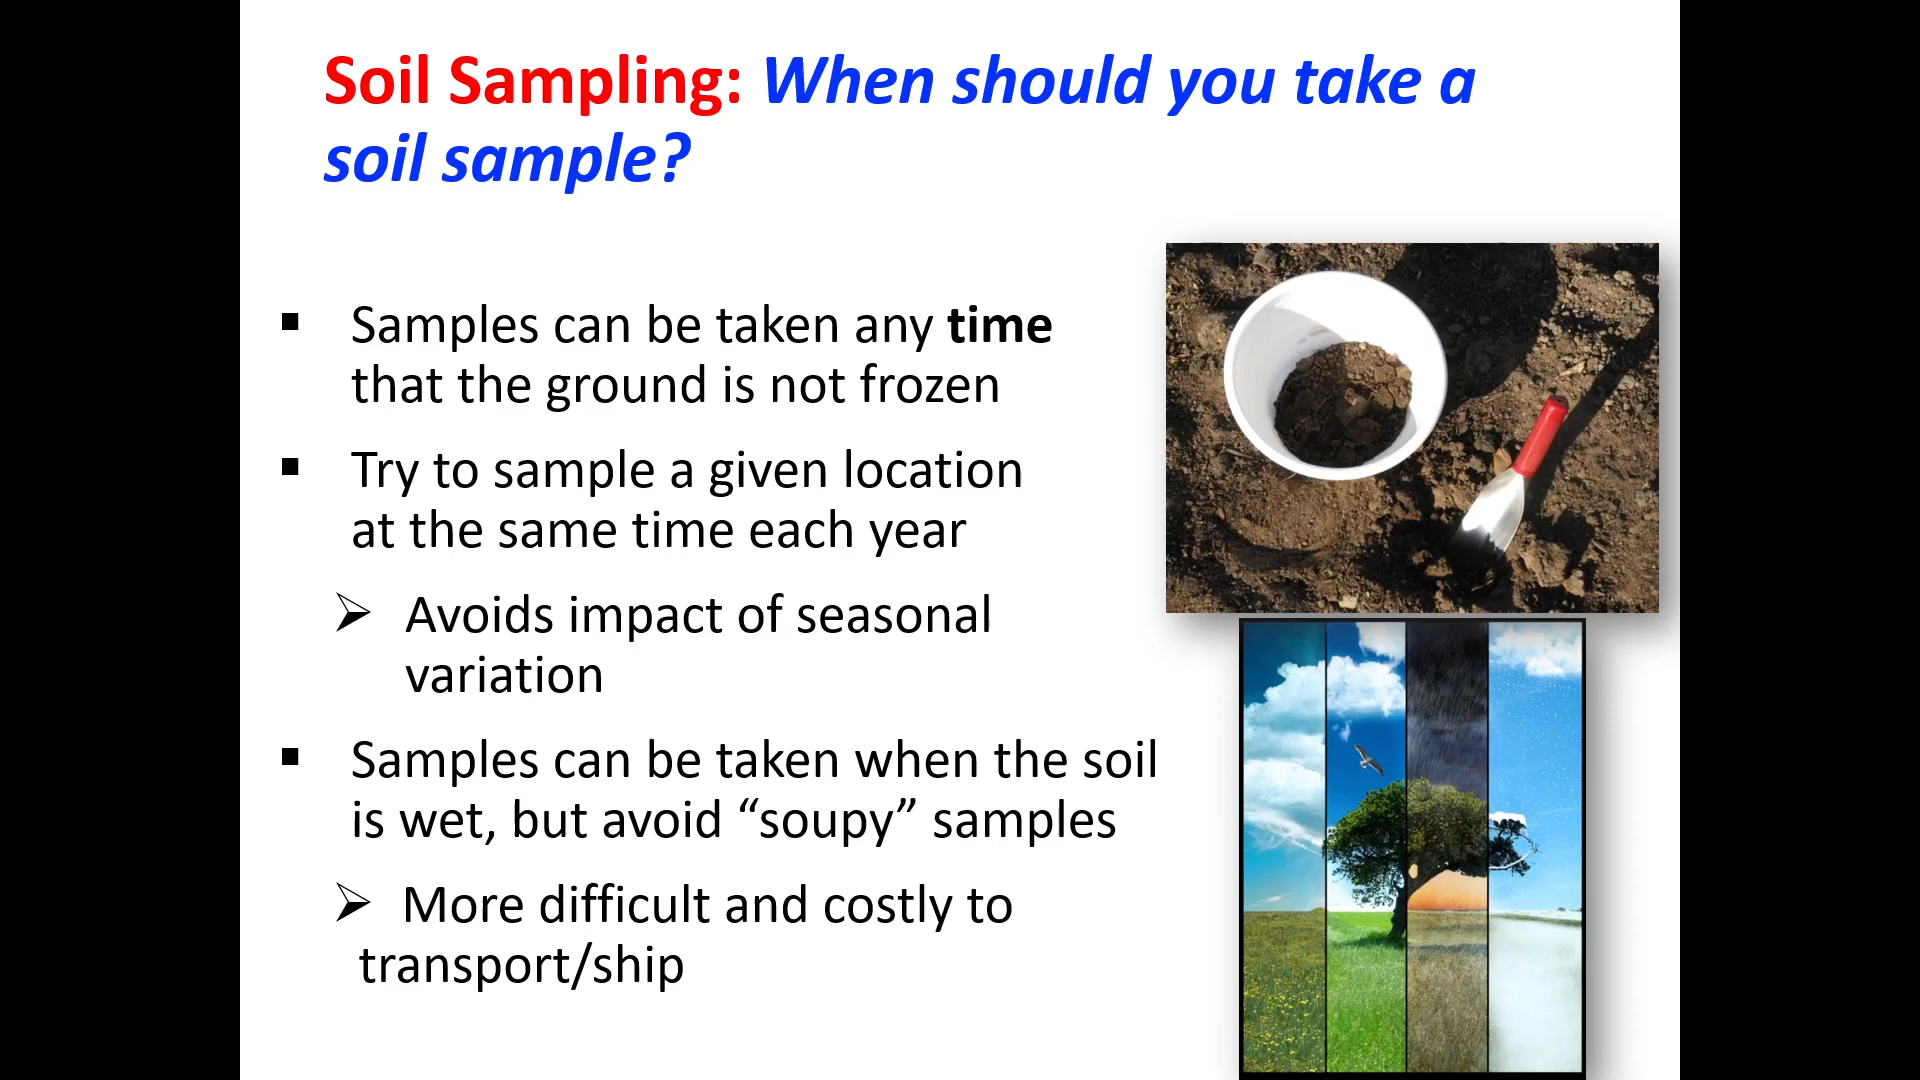 Soil Sampling: When should you take a
soil sample?
▪ Samples can be taken any time
that the ground is not frozen
▪ Try to sample a given location
at the same time each year
➢ Avoids impact of seasonal
variation
▪ Samples can be taken when the soil
is wet, but avoid “soupy” samples
➢ More difficult and costly to
transport/ship